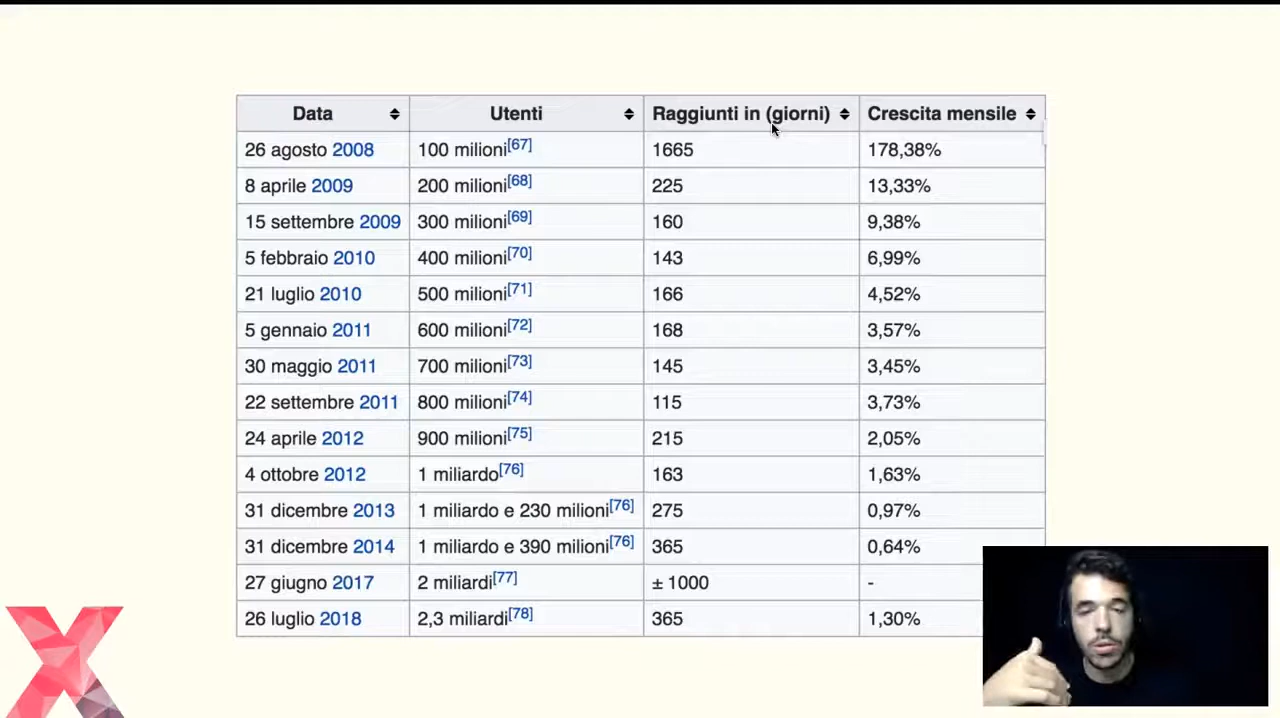 Data Utenti Raggiunti in (giorni) Crescita mensile
26 agosto 2008 100 milioni[67] 1665 178,38%
8 aprile 2009 200 milioni[68] 225 13,33%
15 settembre 2009 300 milioni[69] 160 9,38%
5 febbraio 2010 400 milioni[70] 143 6,99%
21 luglio 2010 500 milioni[71] 166 4,52%
5 gennaio 2011 600 milioni[72] 168 3,57%
30 maggio 2011 700 milioni[73] 145 3,45%
22 settembre 2011 800 milioni[74] 115 3,73%
24 aprile 2012 900 milioni[75] 215 2,05%
4 ottobre 2012 1 miliardo[76] 163 1,63%
31 dicembre 2013 1 miliardo e 230 milioni[76] 275 0,97%
31 dicembre 2014 1 miliardo e 390 milioni[76] 365 0,64%
27 giugno 2017 2 miliardi[77] ± 1000 -
26 luglio 2018 2,3 miliardi[78] 365 1,30%